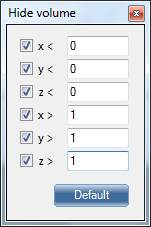 Hide volume
x < 0
y < 0
z < 0
x > 1
y > 1
z > 1
Default